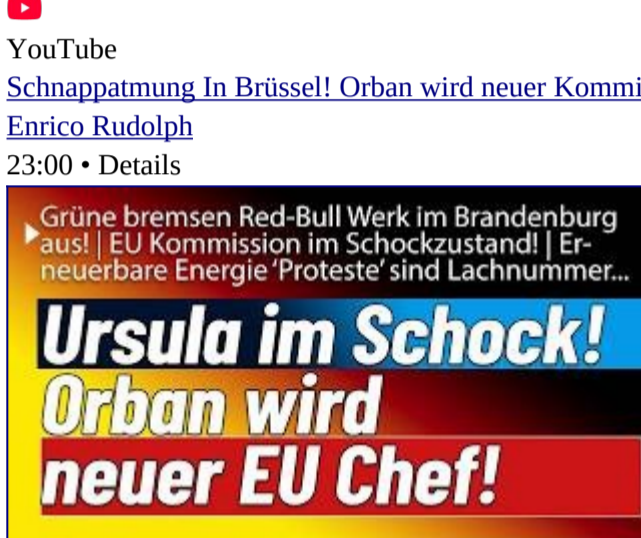 YouTube
Schnappatmung In Brüssel! Orban wird neuer Kommi
Enrico Rudolph
23:00 • Details
Grüne bremsen Red-Bull Werk im Brandenburg
aus! | EU Kommission im Schockzustand! | Er-
neuerbare Energie 'Proteste' sind Lachnummer...
Ursula im Schock!
Orban wird
neuer EU Chef!